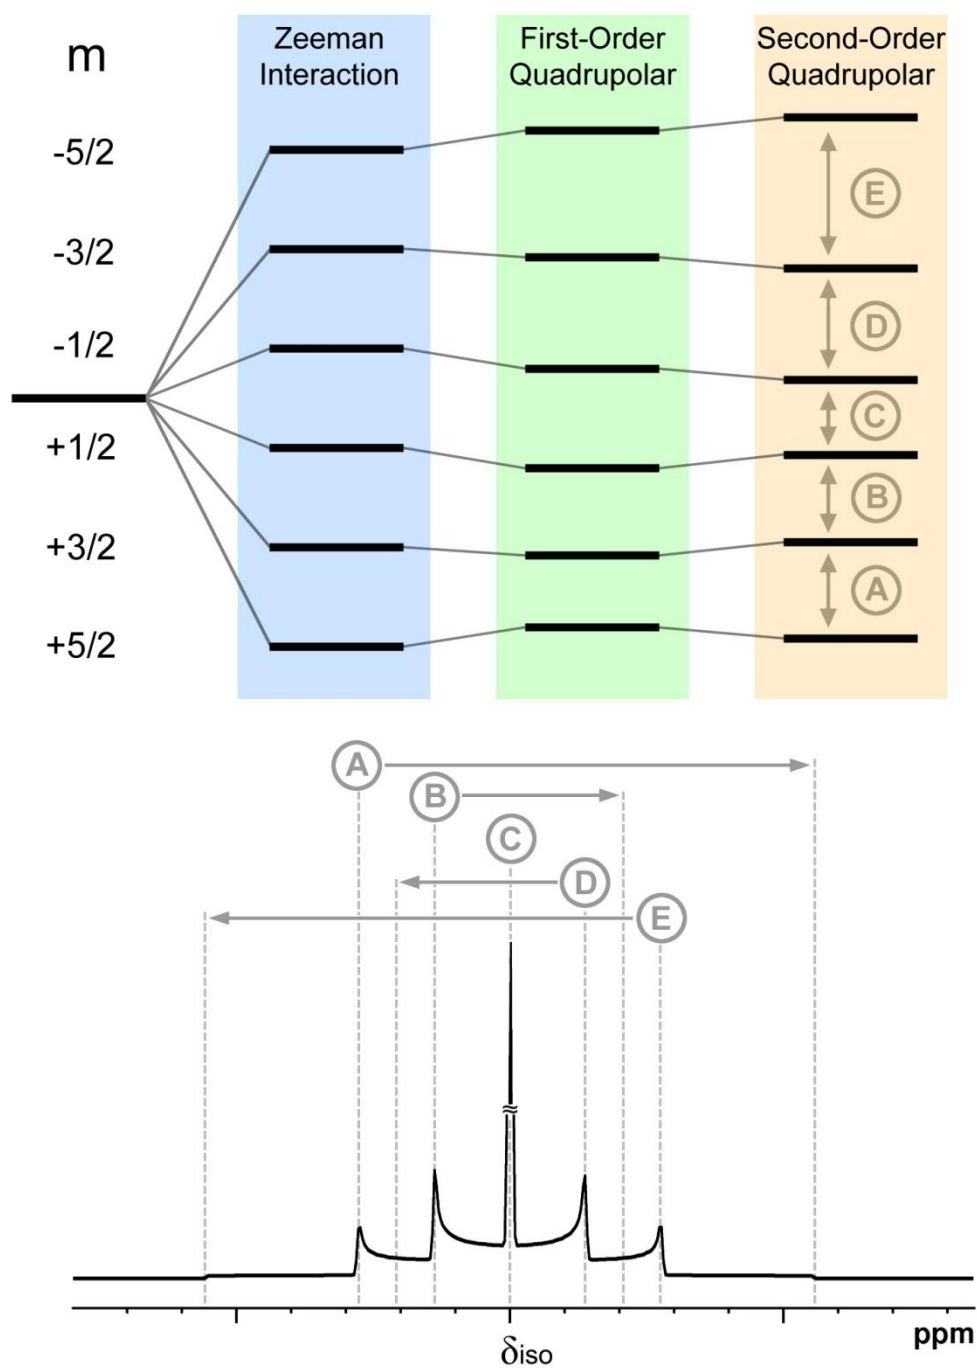 m
Zeeman
Interaction
First-Order
Quadrupolar
Second-Order
Quadrupolar
-5/2
-3/2
-1/2
+1/2
+3/2
+5/2
E
D
C
B
A
A
B
C
D
E
≈
δiso
ppm